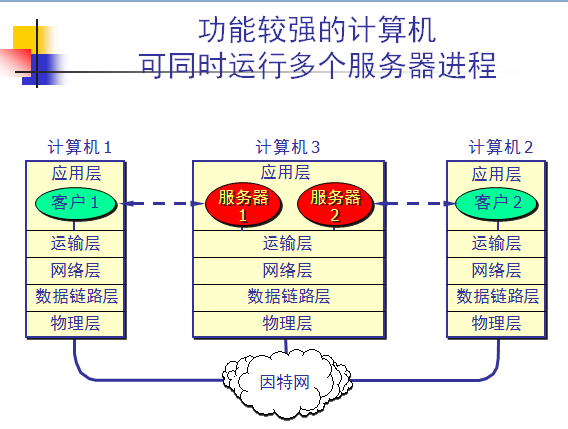 功能较强的计算机
可同时运行多个服务器进程
计算机 1
计算机 3
计算机 2
应用层
应用层
应用层
客户 1
服务器
1
服务器
2
客户 2
运输层
运输层
运输层
网络层
网络层
网络层
数据链路层
数据链路层
数据链路层
物理层
物理层
物理层
因特网